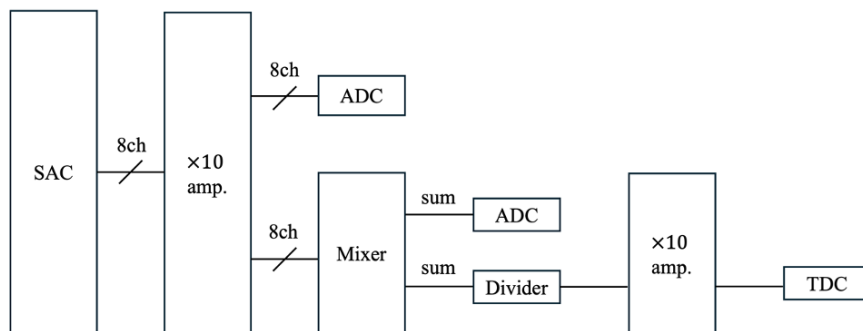 SAC
8ch
×10
amp.
8ch
ADC
8ch
Mixer
sum
ADC
sum
Divider
×10
amp.
TDC